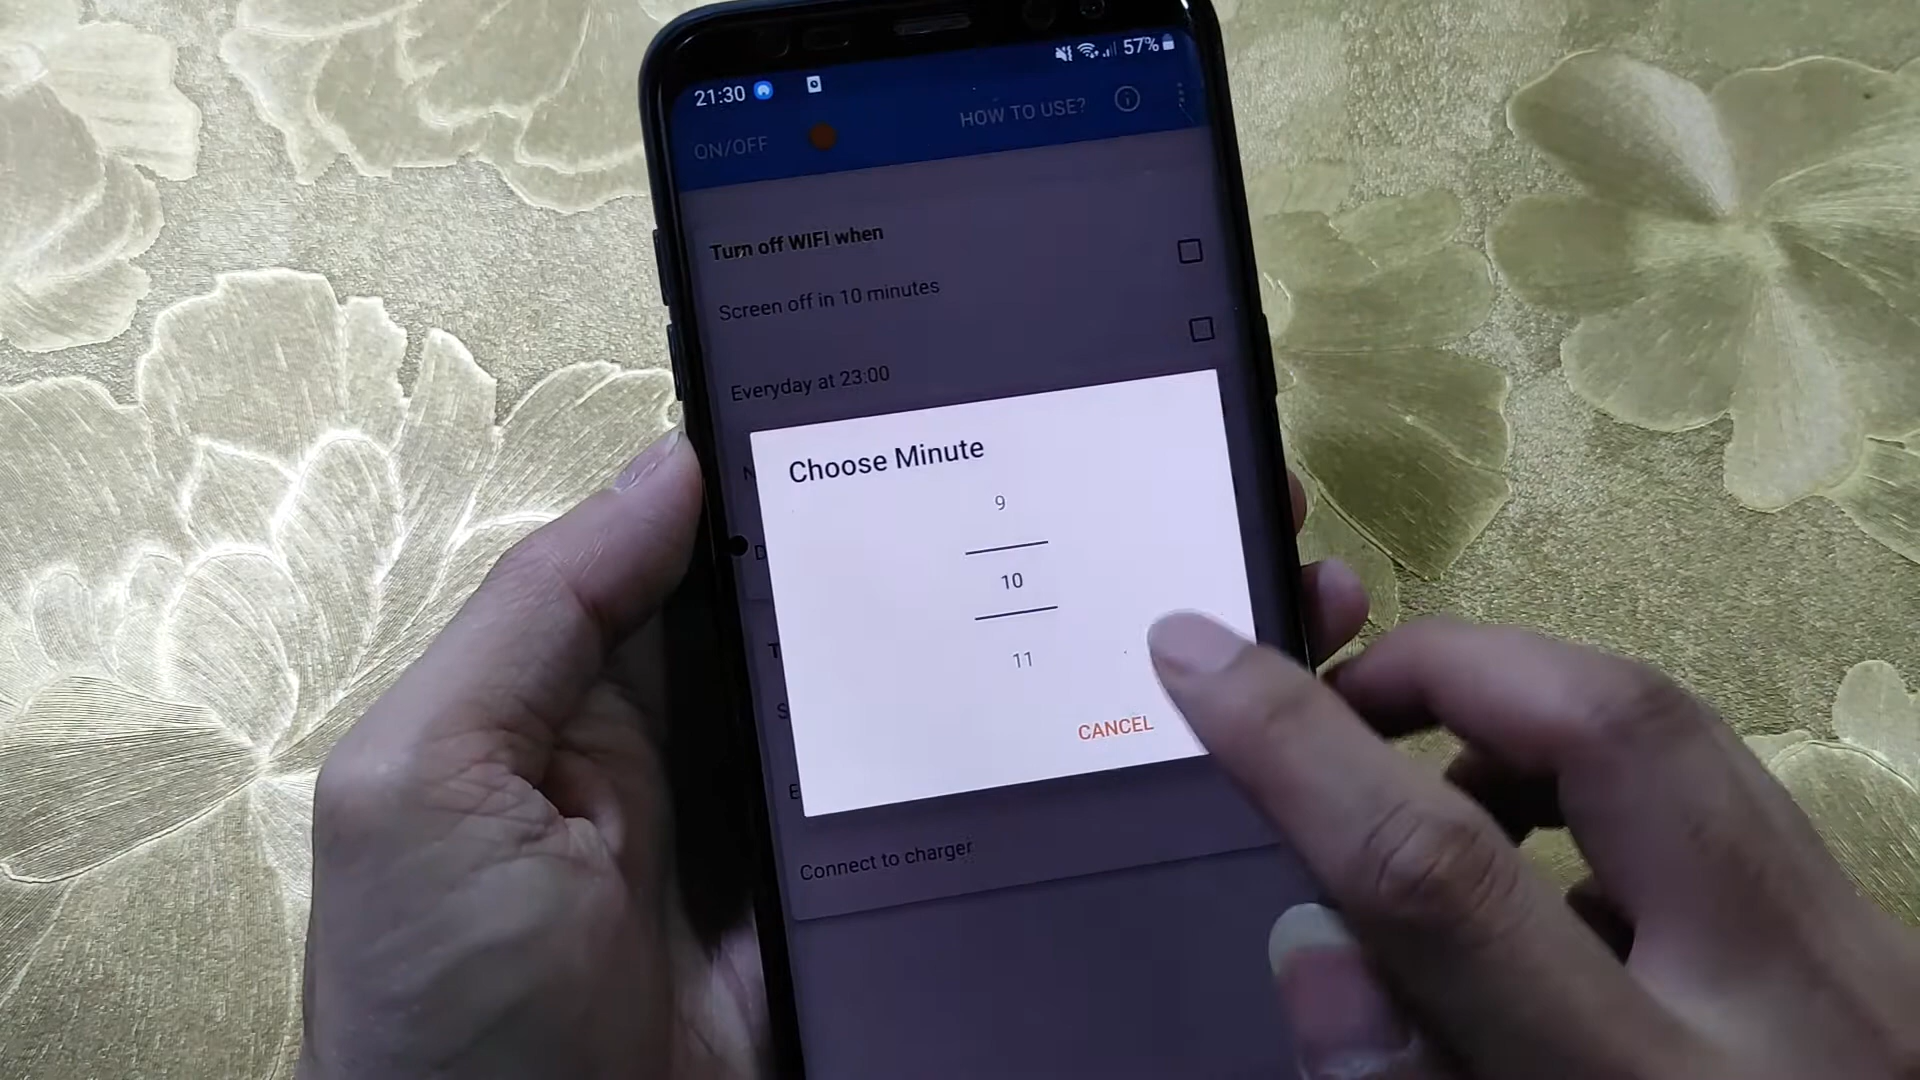 21:30 57%
ON/OFF HOW TO USE?
Turn off WIFI when
Screen off in 10 minutes
Everyday at 23:00
N
Choose Minute
9
10
D
11
T
S
CANCEL
E
Connect to charger